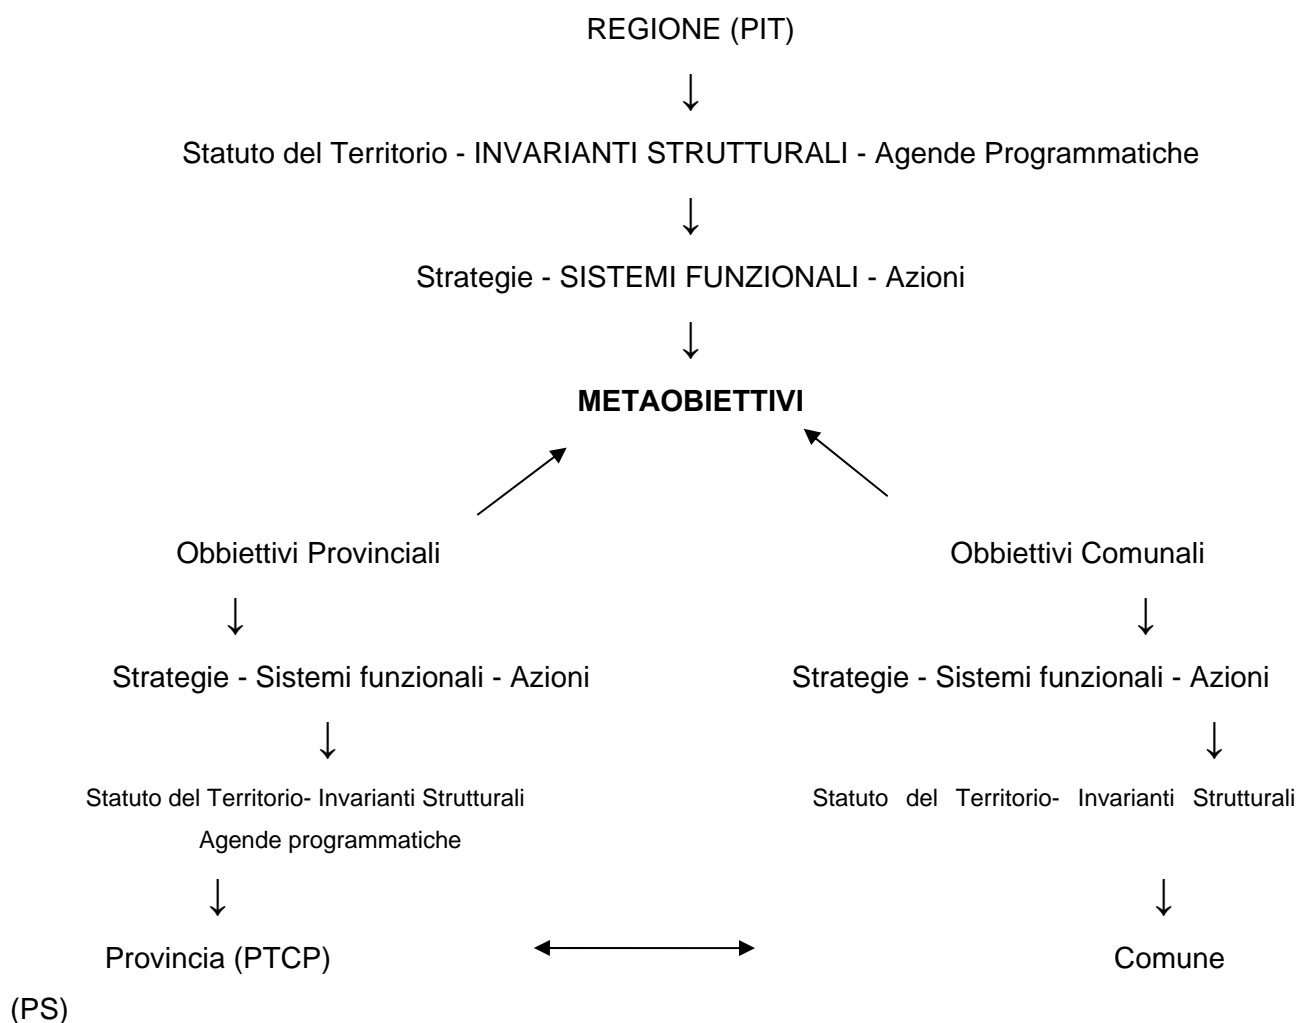 REGIONE (PIT)
↓
Statuto del Territorio - INVARIANTI STRUTTURALI - Agende Programmatiche
↓
Strategie - SISTEMI FUNZIONALI - Azioni
↓
METAOBIETTIVI
Obbiettivi Provinciali Obbiettivi Comunali
↓ ↓
Strategie - Sistemi funzionali - Azioni Strategie - Sistemi funzionali - Azioni
↓ ↓
Statuto del Territorio- Invarianti Strutturali Statuto del Territorio- Invarianti Strutturali
Agende programmatiche
↓ ↓
Provincia (PTCP) Comune
(PS)